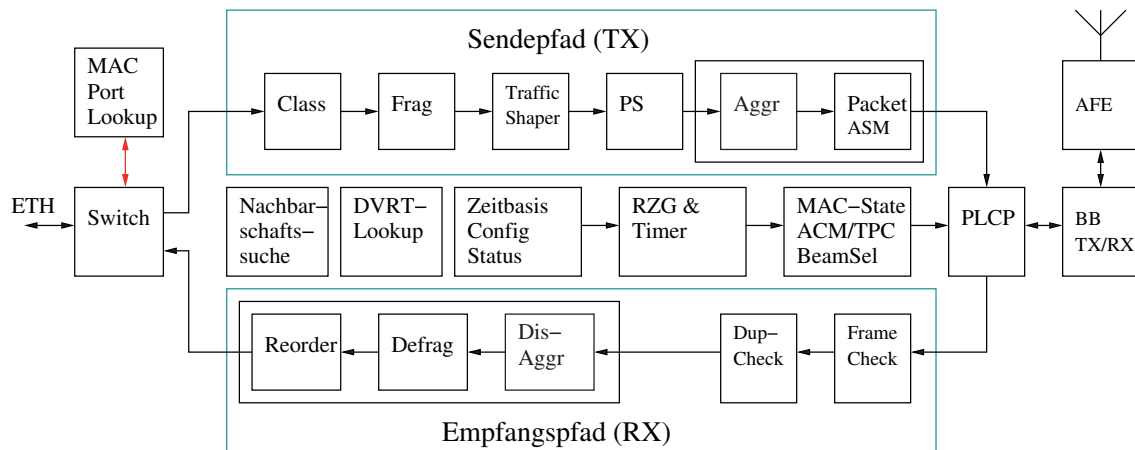 Sendepfad (TX)
MAC
Port
Lookup
Class
Frag
Traffic
Shaper
PS
Aggr
Packet
ASM
AFE
ETH
Switch
Nachbar–
schafts–
suche
DVRT–
Lookup
Zeitbasis
Config
Status
RZG &
Timer
MAC–State
ACM/TPC
BeamSel
PLCP
BB
TX/RX
Reorder
Defrag
Dis–
Aggr
Dup–
Check
Frame
Check
Empfangspfad (RX)